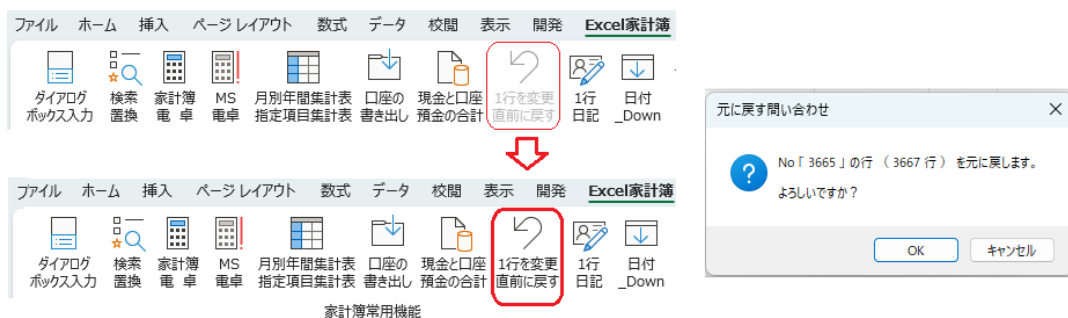 ファイル ホーム 挿入 ページ レイアウト 数式 データ 校閲 表示 開発 Excel家計簿
ダイアログ 検索 家計簿 MS 月別年間集計表 口座の 現金と口座 1行を変更 1行 日付
ボックス入力 置換 電 卓 電卓 指定項目集計表 書き出し 預金の合計 直前に戻す 日記 _Down
ファイル ホーム 挿入 ページ レイアウト 数式 データ 校閲 表示 開発 Excel家計簿
ダイアログ 検索 家計簿 MS 月別年間集計表 口座の 現金と口座 1行を変更 1行 日付
ボックス入力 置換 電 卓 電卓 指定項目集計表 書き出し 預金の合計 直前に戻す 日記 _Down
家計簿常用機能
元に戻す問い合わせ
No「 3665 」の行 （ 3667 行 ） を元に戻します。
よろしいですか？
OK キャンセル